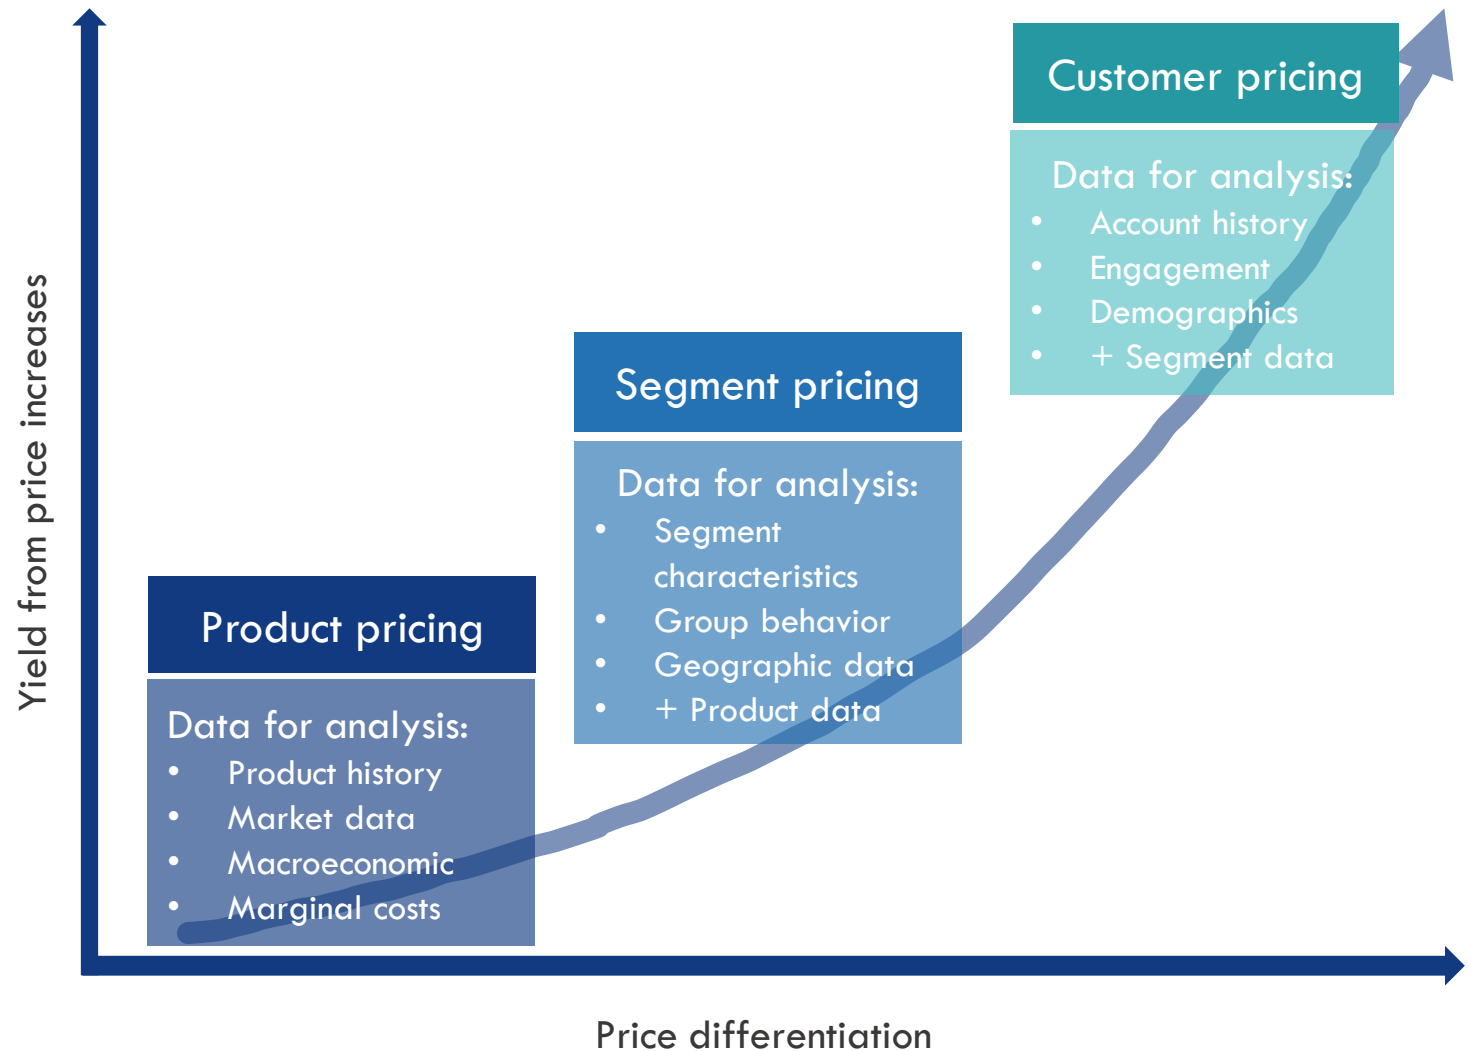 Yield from price increases
Customer pricing
Data for analysis:
• Account history
• Engagement
• Demographics
• + Segment data
Segment pricing
Data for analysis:
• Segment
characteristics
• Group behavior
• Geographic data
• + Product data
Product pricing
Data for analysis:
• Product history
• Market data
• Macroeconomic
• Marginal costs
Price differentiation